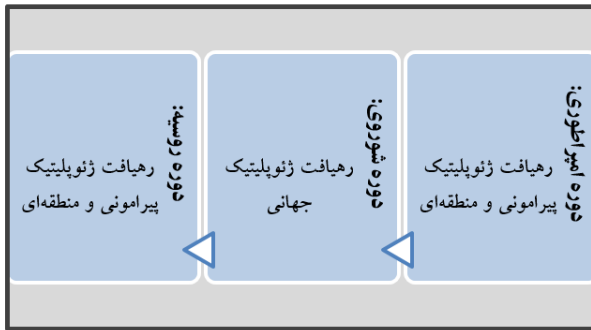 دوره امپراطوری:
رهیافت ژئوپلیتیک
پیرامونی و منطقه‌ای
دوره شوروی:
رهیافت ژئوپلیتیک
جهانی
دوره روسیه:
رهیافت ژئوپلیتیک
پیرامونی و منطقه‌ای